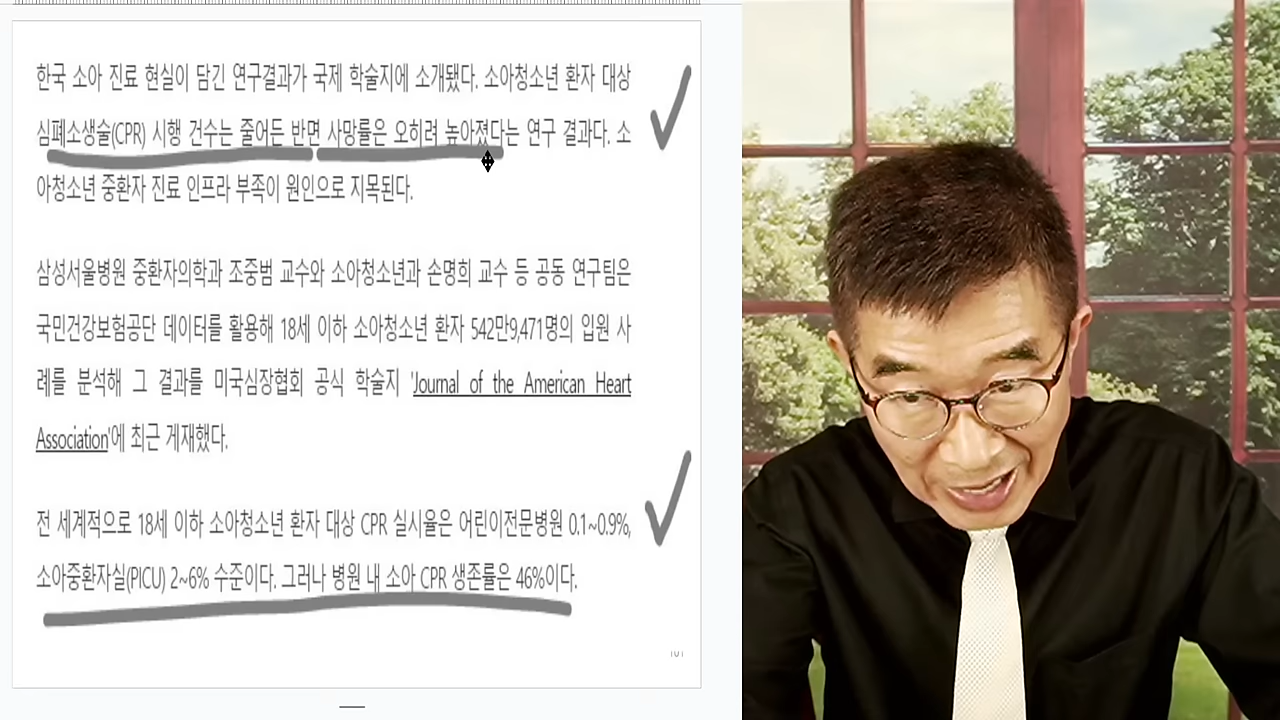 한국 소아 진료 현실이 담긴 연구결과가 국제 학술지에 소개됐다. 소아청소년 환자 대상
심폐소생술(CPR) 시행 건수는 줄어든 반면 사망률은 오히려 높아졌다는 연구 결과다. 소
아청소년 중환자 진료 인프라 부족이 원인으로 지목된다.
삼성서울병원 중환자의학과 조중범 교수와 소아청소년과 손명희 교수 등 공동 연구팀은
국민건강보험공단 데이터를 활용해 18세 이하 소아청소년 환자 542만9,471명의 입원 사
례를 분석해 그 결과를 미국심장협회 공식 학술지 'Journal of the American Heart
Association'에 최근 게재했다.
전 세계적으로 18세 이하 소아청소년 환자 대상 CPR 실시율은 어린이전문병원 0.1~0.9%,
소아중환자실(PICU) 2~6% 수준이다. 그러나 병원 내 소아 CPR 생존률은 46%이다.